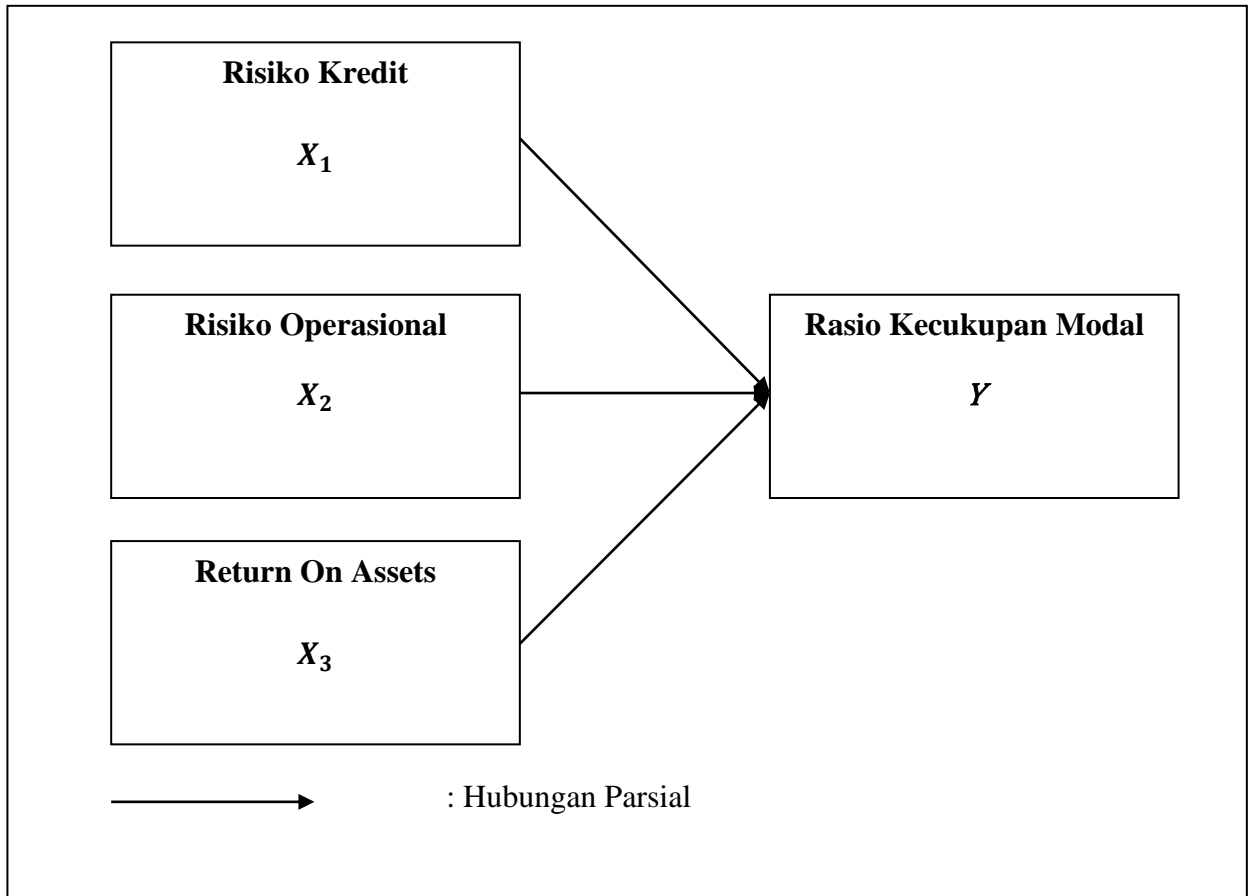 Risiko Kredit
X₁
Risiko Operasional
X₂
Return On Assets
X₃
Rasio Kecukupan Modal
Y
: Hubungan Parsial